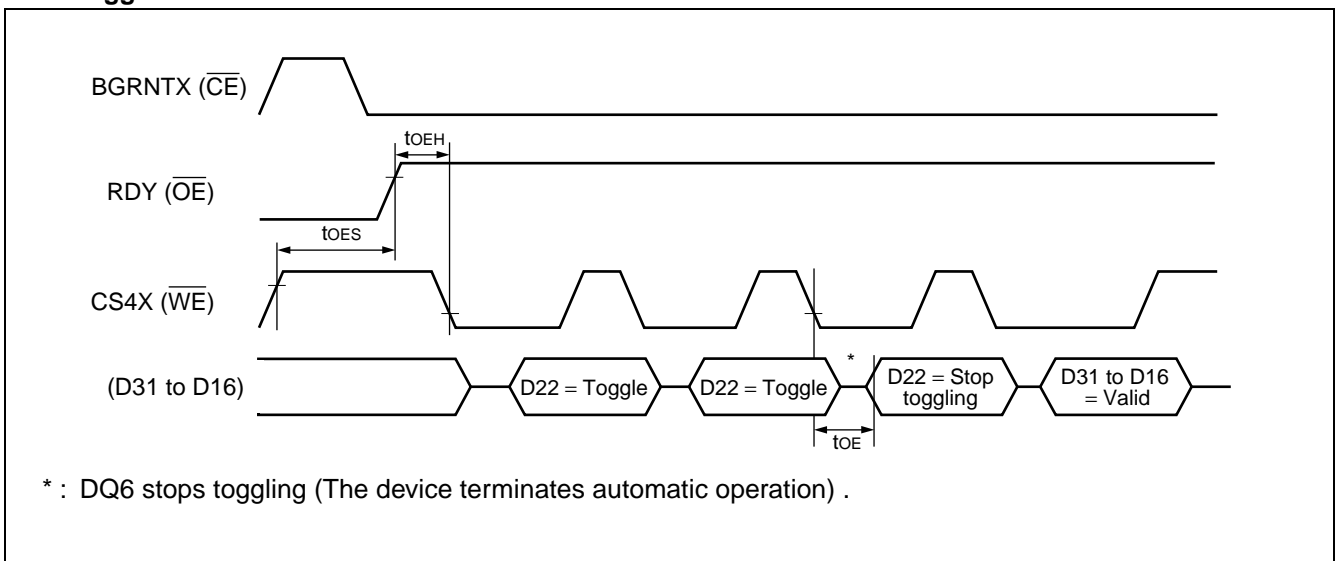 gg
BGRNTX (CE)
tOEH
RDY (OE)
tOES
CS4X (WE)
*
(D31 to D16)
D22 = Toggle
D22 = Toggle
D22 = Stop
toggling
D31 to D16
= Valid
tOE
* : DQ6 stops toggling (The device terminates automatic operation) .